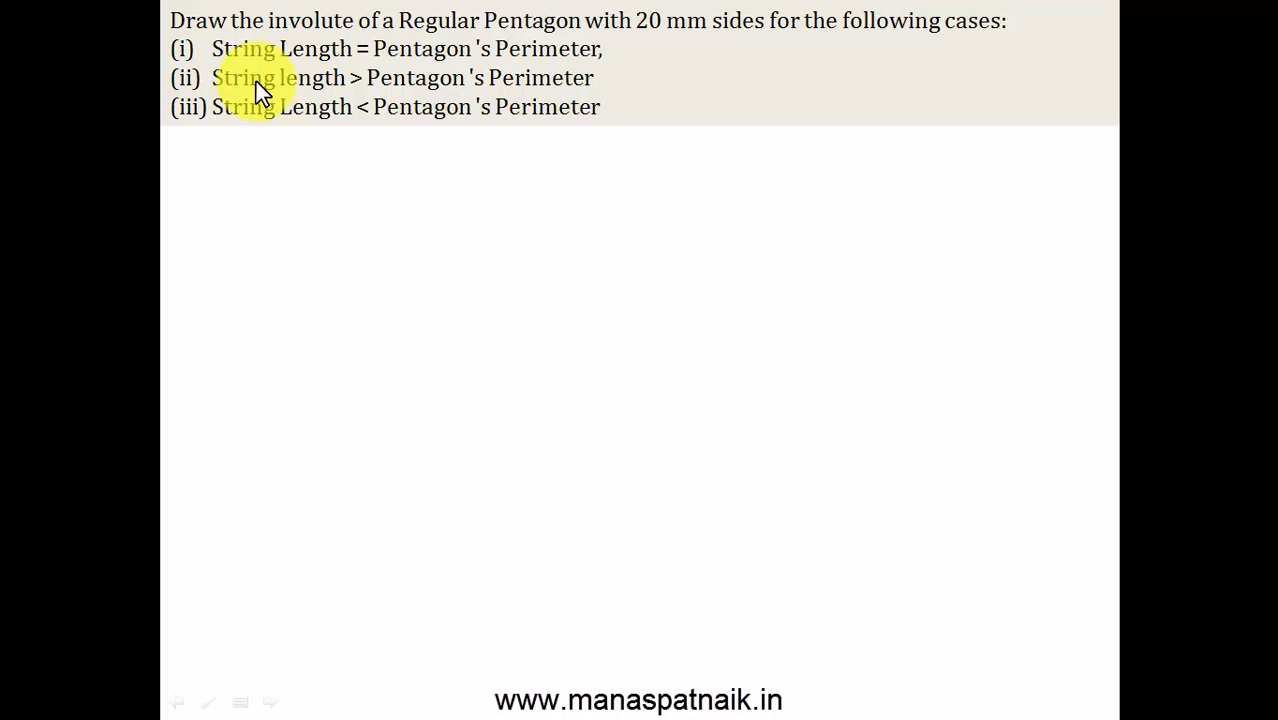 Draw the involute of a Regular Pentagon with 20 mm sides for the following cases:
(i) String Length = Pentagon 's Perimeter,
(ii) String length > Pentagon 's Perimeter
(iii) String Length < Pentagon 's Perimeter
www.manaspatnaik.in